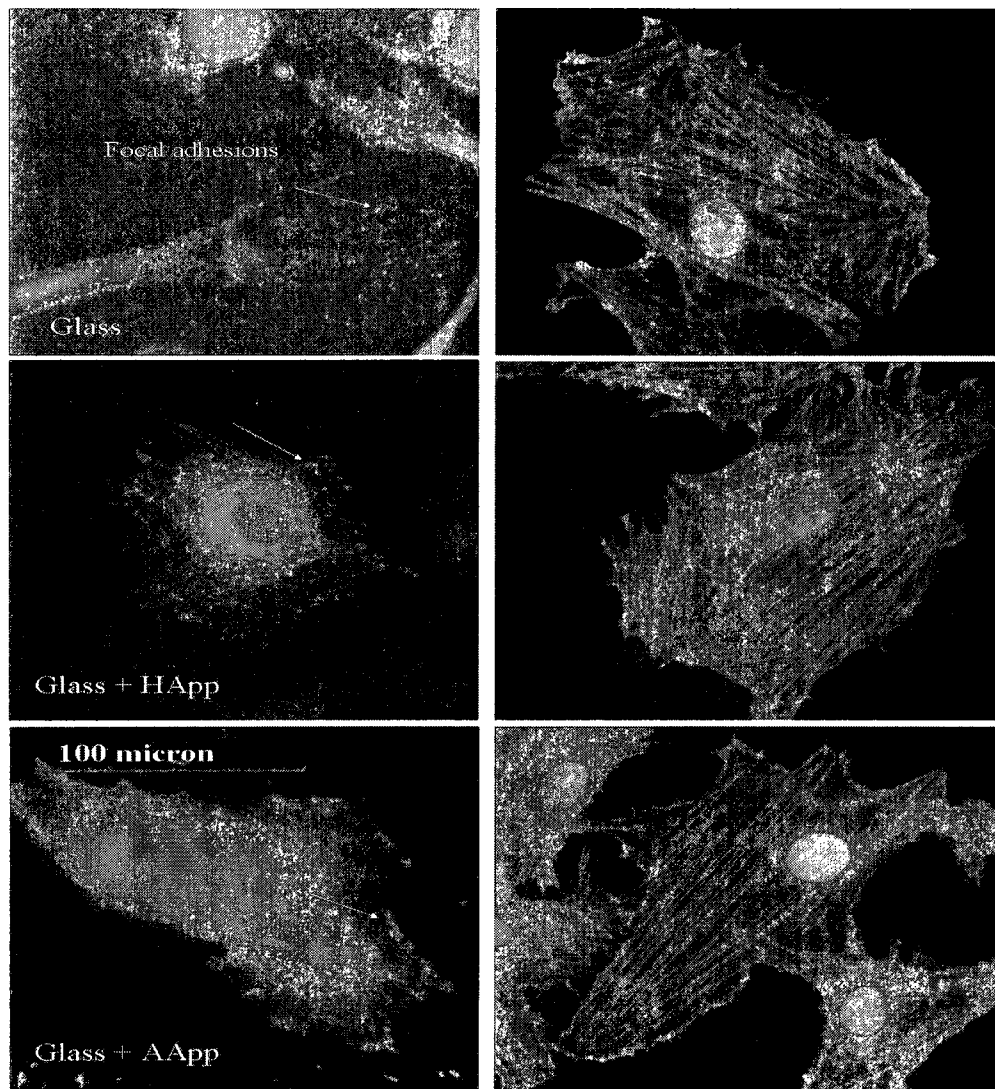 Focal adhesions
Glass
Glass + HApp
100 micron
Glass + AApp